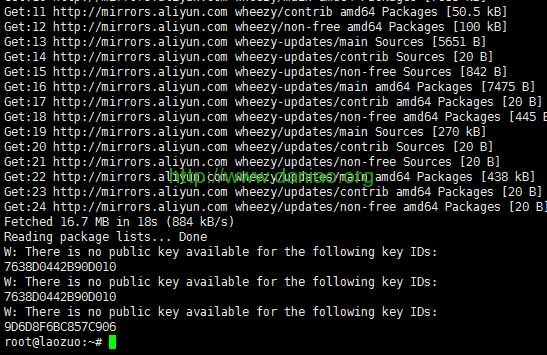 Get:11 http://mirrors.aliyun.com wheezy/contrib amd64 Packages [50.5 kB]
Get:12 http://mirrors.aliyun.com wheezy/non-free amd64 Packages [100 kB]
Get:13 http://mirrors.aliyun.com wheezy-updates/main Sources [5651 B]
Get:14 http://mirrors.aliyun.com wheezy-updates/contrib Sources [20 B]
Get:15 http://mirrors.aliyun.com wheezy-updates/non-free Sources [842 B]
Get:16 http://mirrors.aliyun.com wheezy-updates/main amd64 Packages [7475 B]
Get:17 http://mirrors.aliyun.com wheezy-updates/contrib amd64 Packages [20 B]
Get:18 http://mirrors.aliyun.com wheezy-updates/non-free amd64 Packages [445 B
Get:19 http://mirrors.aliyun.com wheezy-updates/main Sources [270 kB]
Get:20 http://mirrors.aliyun.com wheezy-updates/contrib Sources [20 B]
Get:21 http://mirrors.aliyun.com wheezy-updates/non-free Sources [20 B]
Get:22 http://mirrors.aliyun.com wheezy-updates/main amd64 Packages [438 kB]
Get:23 http://mirrors.aliyun.com wheezy-updates/contrib amd64 Packages [20 B]
Get:24 http://mirrors.aliyun.com wheezy-updates/non-free amd64 Packages [20 B]
Fetched 16.7 MB in 18s (884 kB/s)
Reading package lists... Done
W: There is no public key available for the following key IDs:
7638D0442B90D010
W: There is no public key available for the following key IDs:
7638D0442B90D010
W: There is no public key available for the following key IDs:
9D6D8F6BC857C906
root@laozuo:~#